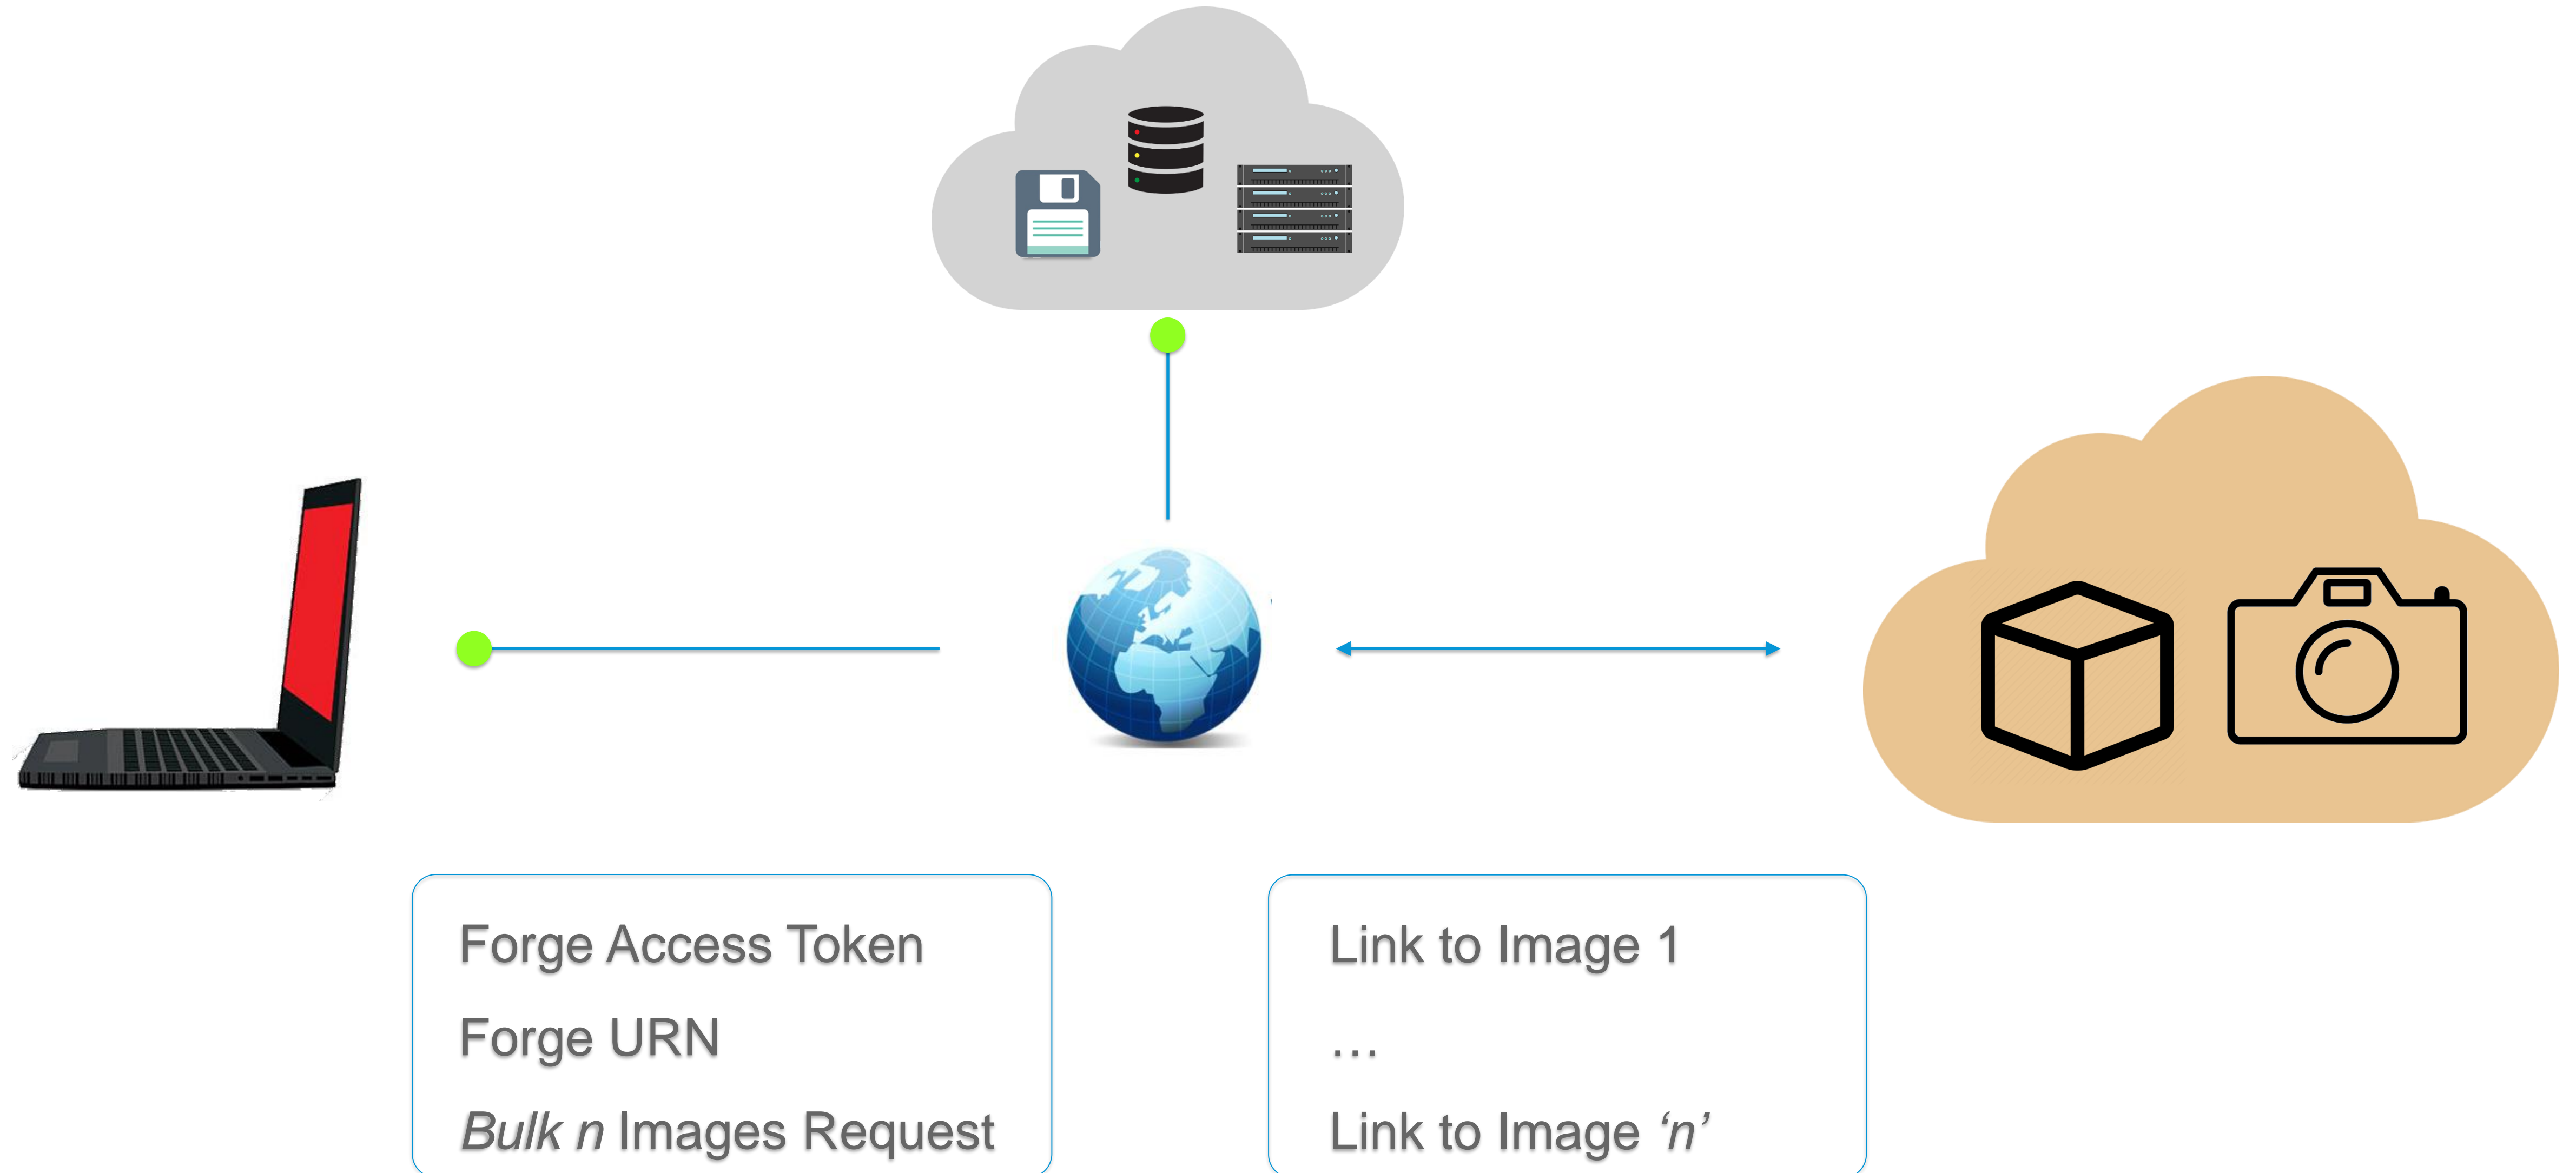 Forge Access Token
Forge URN
Bulk n Images Request
Link to Image 1
…
Link to Image ‘n’